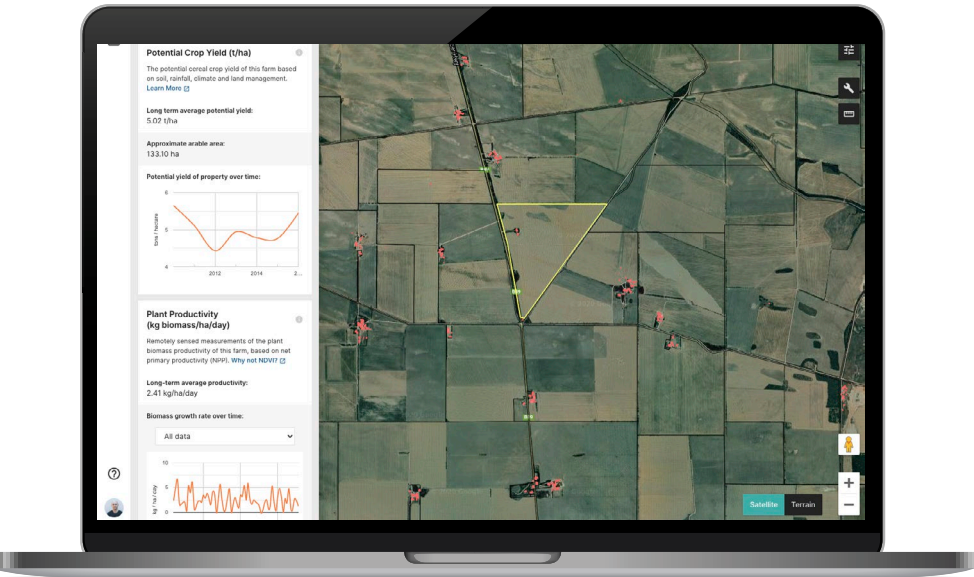 Potential Crop Yield (t/ha)
The potential cereal crop yield of this farm based
on soil, rainfall, climate and land management.
Learn More
Long term average potential yield:
5.02 t/ha
Approximate arable area:
133.10 ha
Potential yield of property over time:
6
5
4
tons / hectare
2012
2014
2...
Plant Productivity
(kg biomass/ha/day)
Remotely sensed measurements of the plant
biomass productivity of this farm, based on net
primary productivity (NPP). Why not NDVI?
Long-term average productivity:
2.41 kg/ha/day
Biomass growth rate over time:
All data
10
5
0
kg / ha / day
Satellite
Terrain